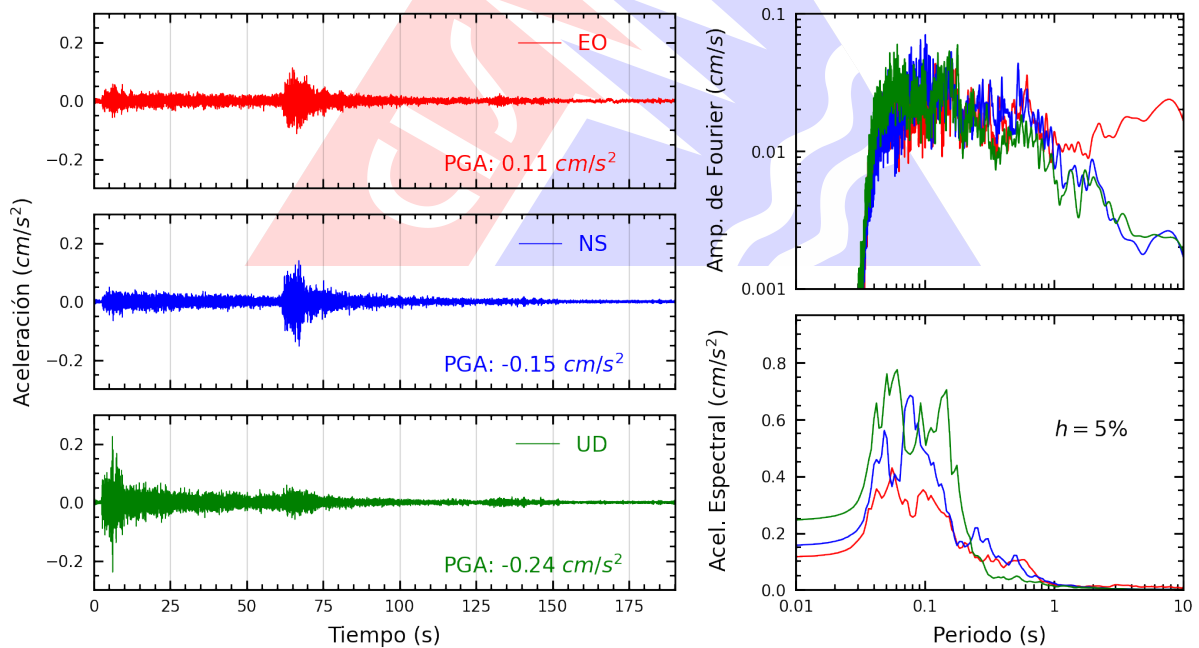 Aceleración (cm/s²)
0.2
0.0
−0.2
EO
PGA: 0.11 cm/s²
0.2
0.0
−0.2
NS
PGA: -0.15 cm/s²
0.2
0.0
−0.2
UD
PGA: -0.24 cm/s²
0 25 50 75 100 125 150 175
Tiempo (s)
Amp. de Fourier (cm/s)
0.1
0.01
0.001
Acel. Espectral (cm/s²)
0.8
0.6
0.4
0.2
0.0
h = 5%
0.01 0.1 1 10
Periodo (s)